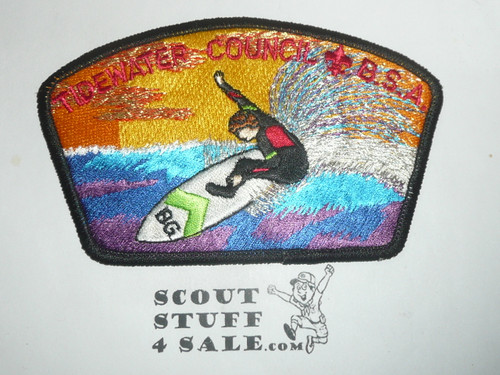 TIDEWATER COUNCIL B.S.A.
BG
SCOUT
STUFF
4 SALE.COM